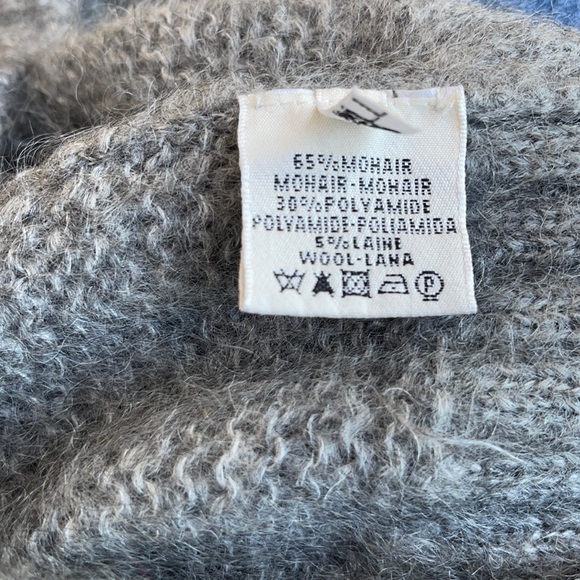 65%MOHAIR
MOHAIR-MOHAIR
30%POLYAMIDE
POLYAMIDE-POLIAMIDA
5%LAINE
WOOL-LANA
P